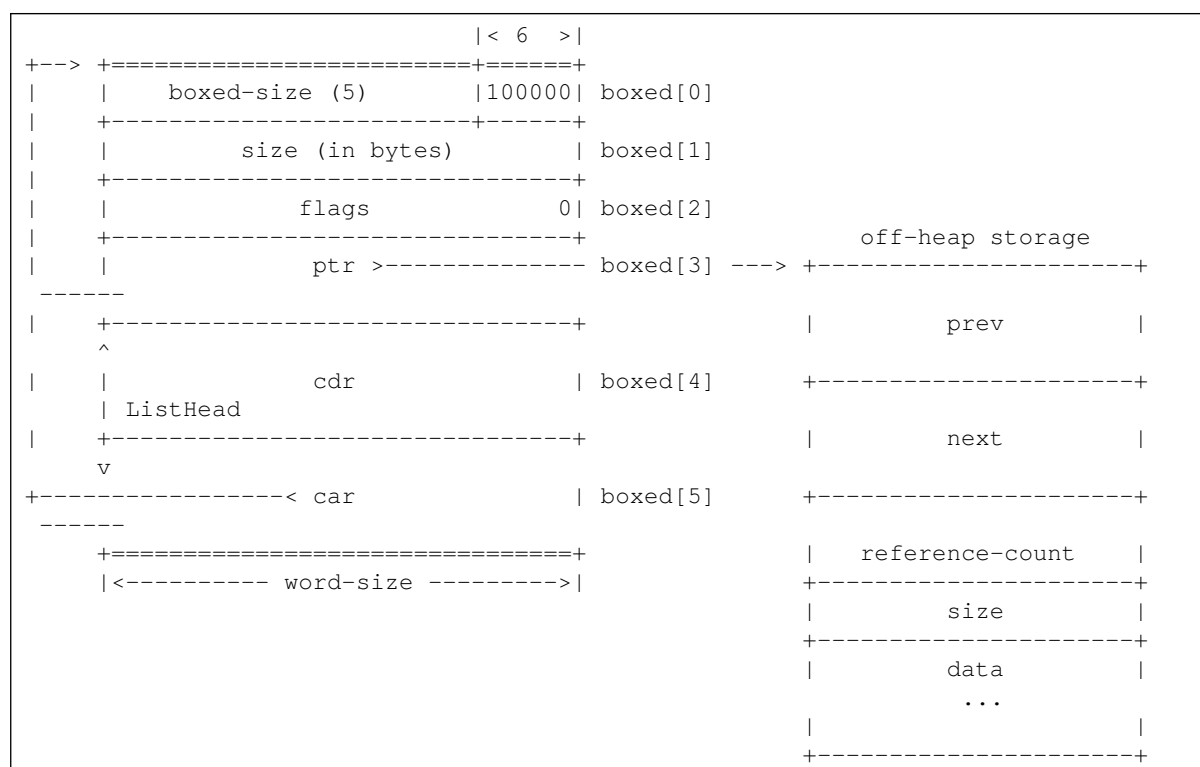 |< 6  >|
+--> +=========================+======+
|    |    boxed-size (5)       |100000| boxed[0]
|    +-------------------------+------+
|    |         size (in bytes)        | boxed[1]
|    +--------------------------------+
|    |             flags             0| boxed[2]
|    +--------------------------------+                   off-heap storage
|    |              ptr >-------------- boxed[3] ---> +----------------------+
 ------
|    +--------------------------------+               |         prev         |
     ^
|    |              cdr               | boxed[4]      +----------------------+
     | ListHead
|    +--------------------------------+               |         next         |
     v
+-----------------< car               | boxed[5]      +----------------------+
 ------
     +================================+               |   reference-count    |
     |<---------- word-size --------->|               +----------------------+
                                                      |         size         |
                                                      +----------------------+
                                                      |         data         |
                                                                 ...
                                                      |                      |
                                                      +----------------------+